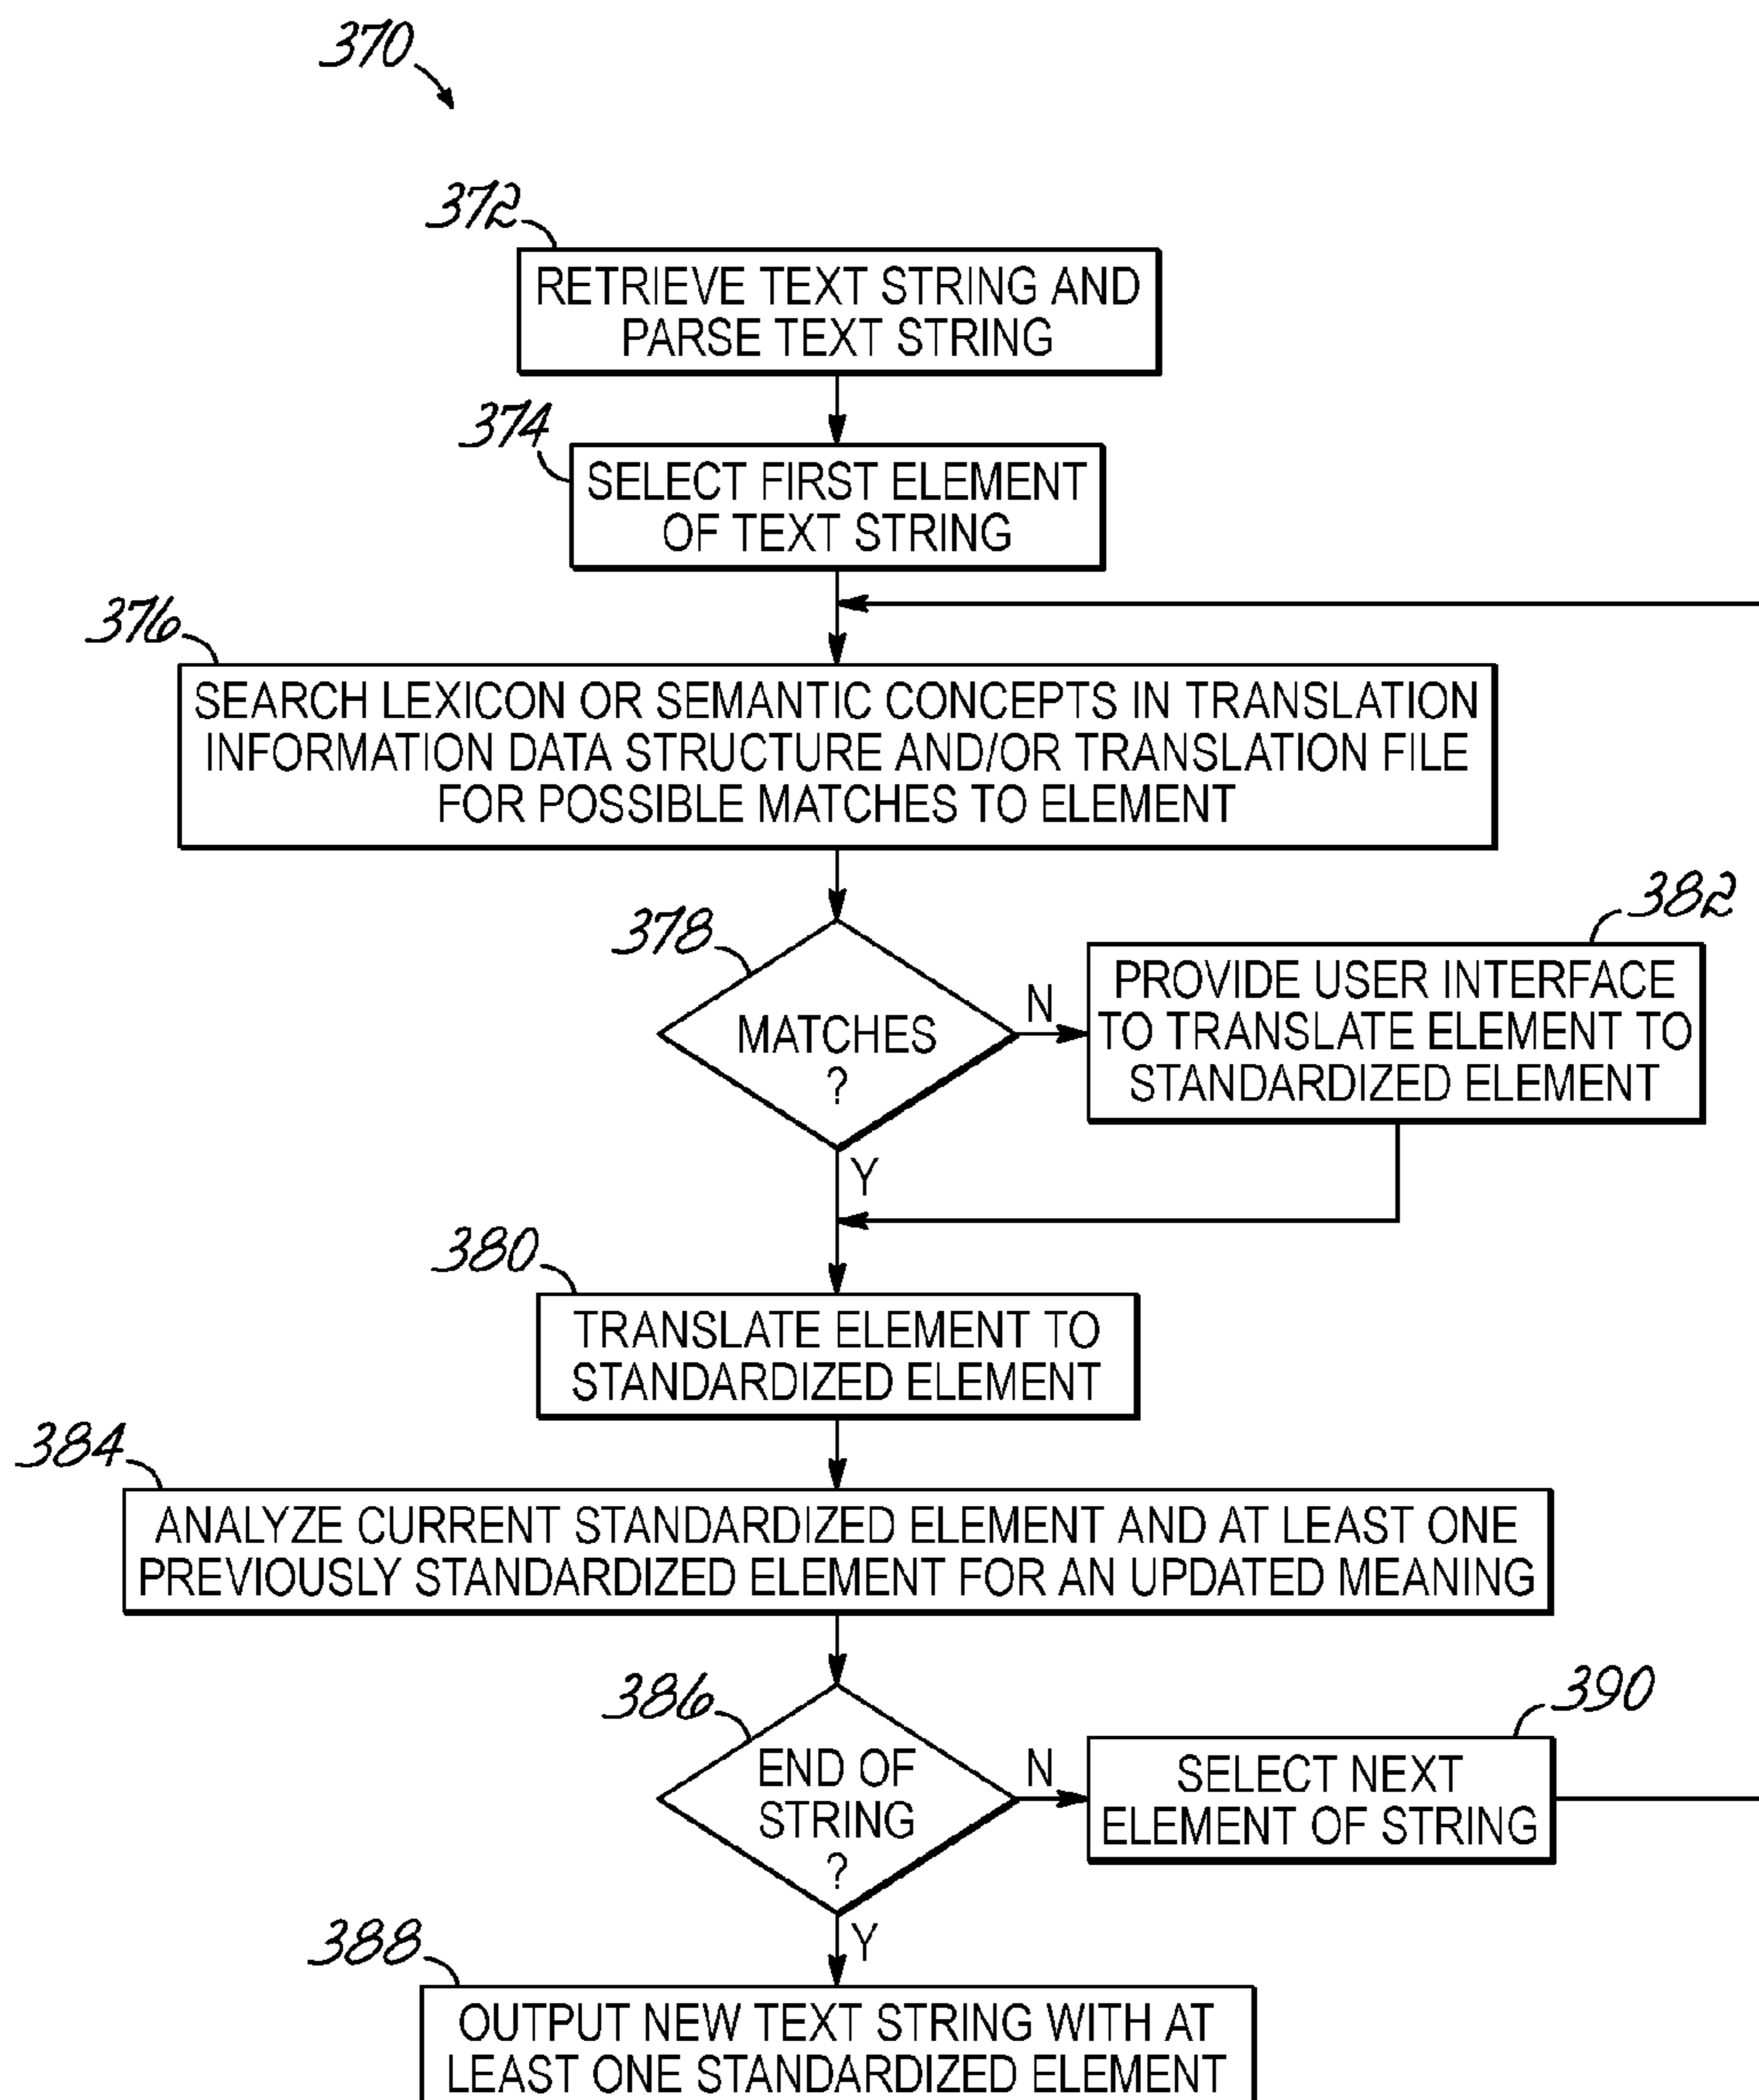 370
372
RETRIEVE TEXT STRING AND
PARSE TEXT STRING
374
SELECT FIRST ELEMENT
OF TEXT STRING
376
SEARCH LEXICON OR SEMANTIC CONCEPTS IN TRANSLATION
INFORMATION DATA STRUCTURE AND/OR TRANSLATION FILE
FOR POSSIBLE MATCHES TO ELEMENT
378
MATCHES
?
N
382
PROVIDE USER INTERFACE
TO TRANSLATE ELEMENT TO
STANDARDIZED ELEMENT
Y
380
TRANSLATE ELEMENT TO
STANDARDIZED ELEMENT
384
ANALYZE CURRENT STANDARDIZED ELEMENT AND AT LEAST ONE
PREVIOUSLY STANDARDIZED ELEMENT FOR AN UPDATED MEANING
386
END OF
STRING
?
N
390
SELECT NEXT
ELEMENT OF STRING
Y
388
OUTPUT NEW TEXT STRING WITH AT
LEAST ONE STANDARDIZED ELEMENT